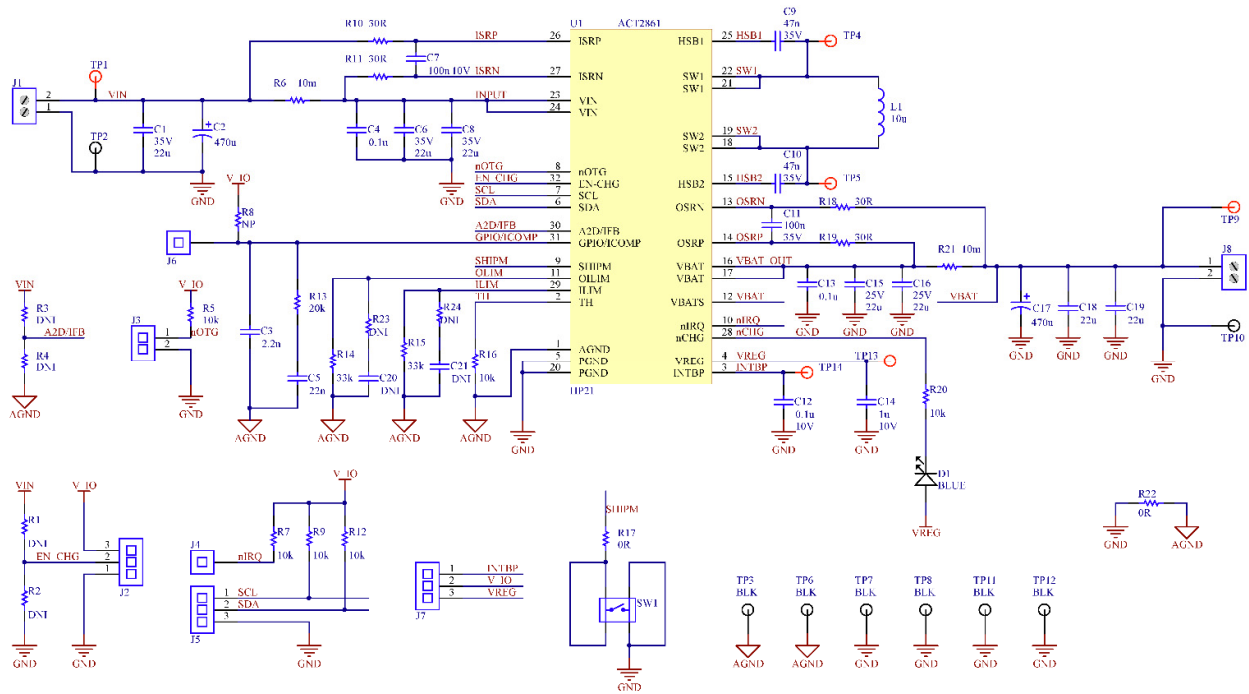 U1 ACT2861
C9
47n
35V
TP4
R10 30R
ISRP 26 ISRP
HSB1 25 HSB1
R11 30R
C7
100n 10V
ISRN 27 ISRN
SW1 22 SW1
SW1 21
J1
2
1
TP1
VIN
TP2
R6 10m
INPUT 23 VIN
24 VIN
L1
10u
C1
35V
22u
C2
470u
C4
0.1u
C6
35V
22u
C8
35V
22u
GND
GND
SW2 19 SW2
SW2 18
C10
47n
35V
TP5
HSB2 15 HSB2
nOTG 8 nOTG
EN CHG 32 EN-CHG
SCL 7 SCL
SDA 6 SDA
OSRN 13 OSRN
R18 30R
C11
100n
35V
OSRP 14 OSRP
R19 30R
V_IO
R8
NP
A2D/IFB 30 A2D/IFB
GPIO/ICOMP 31 GPIO/ICOMP
J6
TP9
J8
2
1
TP10
GND
R21 10m
VBAT 16 VBAT OUT
VBAT 17
SHIPM 9 SHIPM
OLIM 11 OILIM
ILIM 29 ILIM
TH 2 TH
VBATS 12 VBAT
VBAT
C13
0.1u
C15
25V
22u
C16
25V
22u
GND
GND
GND
C17
470u
C18
22u
C19
22u
GND
GND
GND
nIRQ 10 nIRQ
nCHG 28 nCHG
VREG 4 VREG
INTBP 3 INTBP
TP13
TP14
VIN
R3
DNI
A2D/IFB
R4
DNI
AGND
V_IO
R5
10k
J3
1
2
nOTG
GND
C3
2.2n
R13
20k
C5
22n
AGND
R14
33k
R23
DNI
C20
DNI
AGND
R15
33k
R24
DNI
C21
DNI
AGND
R16
10k
AGND
1 AGND
5 PGND
20 PGND
HP21
GND
C12
0.1u
10V
GND
C14
1u
10V
GND
R20
10k
D1
BLUE
VREG
VIN
R1
DNI
EN CHG
R2
DNI
GND
V_IO
3
2
1
J2
GND
V_IO
J4
nIRQ
R7
10k
R9
10k
R12
10k
1 SCL
2 SDA
3
J5
GND
1 INTBP
2 V_IO
3 VREG
J7
SHIPM
R17
0R
SW1
GND
R22
0R
GND
AGND
TP3
BLK
AGND
TP6
BLK
AGND
TP7
BLK
GND
TP8
BLK
GND
TP11
BLK
GND
TP12
BLK
GND